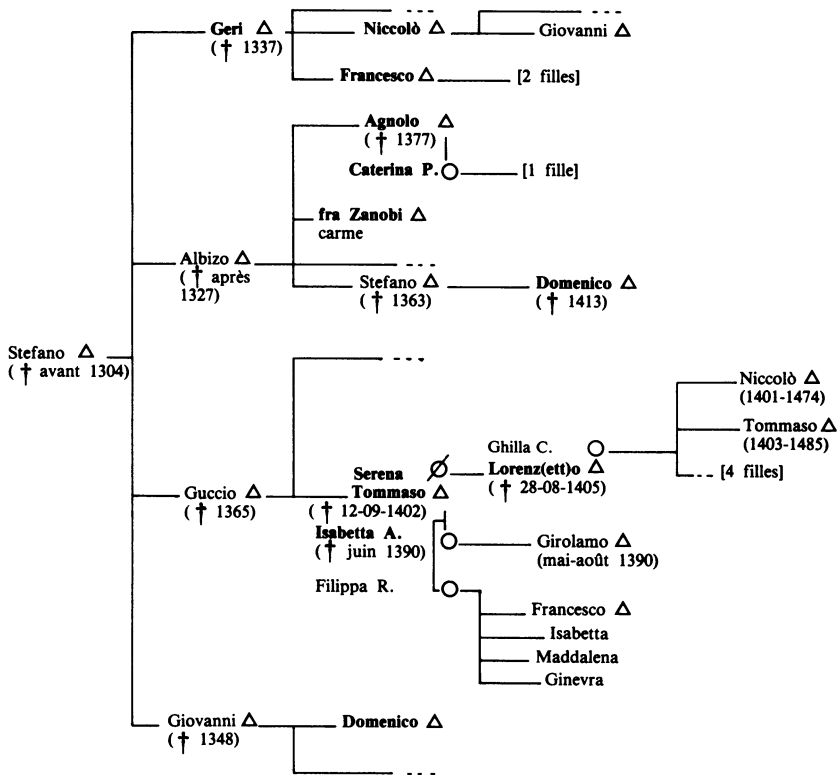 Geri
( † 1337)
Niccolò
Giovanni
Francesco
[2 filles]
Agnolo
( † 1377)
Caterina P.
[1 fille]
fra Zanobi
carme
Albizo
( † après
1327)
Stefano
( † 1363)
Domenico
( † 1413)
Stefano
( † avant 1304)
Niccolò
(1401-1474)
Tommaso
(1403-1485)
[4 filles]
Ghilla C.
Lorenz(ett)o
( † 28-08-1405)
Guccio
( † 1365)
Serena
Tommaso
( † 12-09-1402)
Isabetta A.
( † juin 1390)
Girolamo
(mai-août 1390)
Filippa R.
Francesco
Isabetta
Maddalena
Ginevra
Giovanni
( † 1348)
Domenico